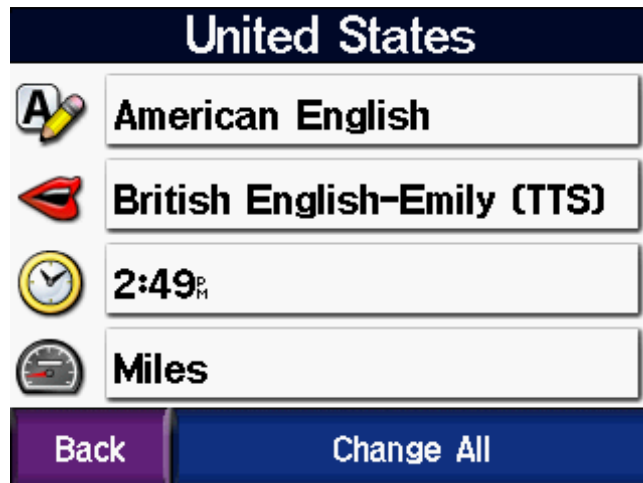 United States
A
American English
British English-Emily (TTS)
2:49PM
Miles
Back
Change All